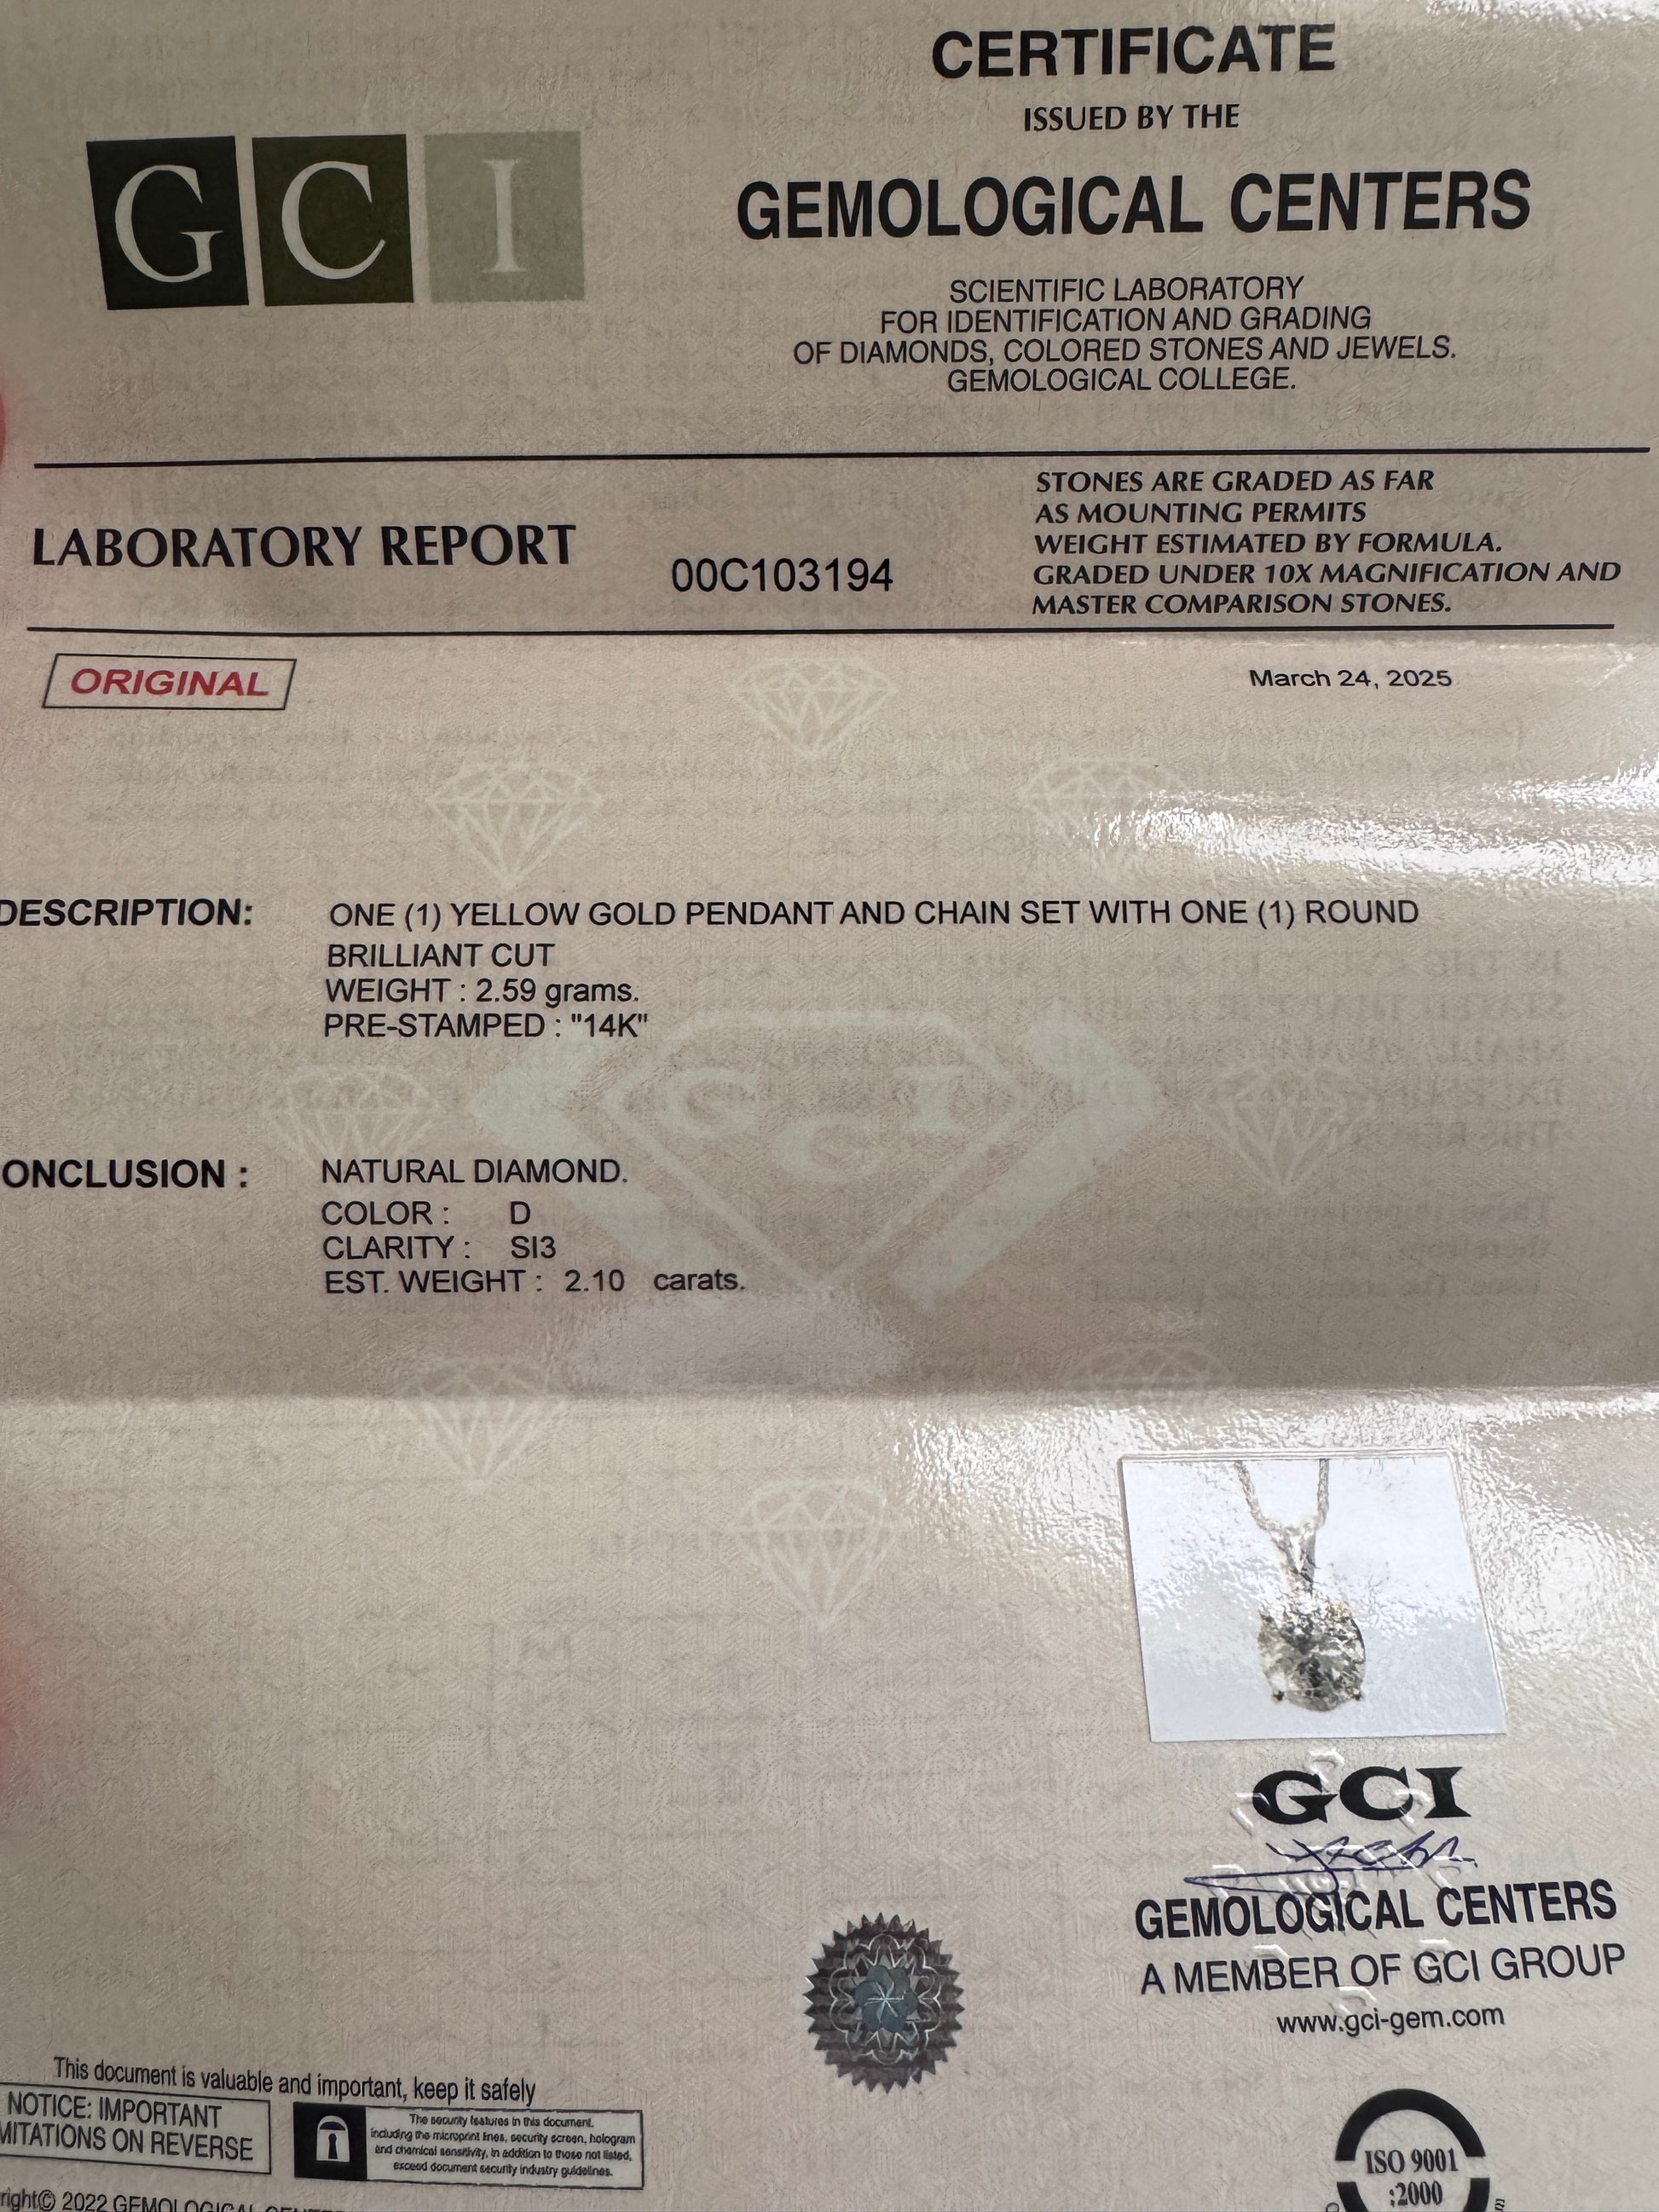 GCI
CERTIFICATE
ISSUED BY THE
GEMOLOGICAL CENTERS
SCIENTIFIC LABORATORY
FOR IDENTIFICATION AND GRADING
OF DIAMONDS, COLORED STONES AND JEWELS.
GEMOLOGICAL COLLEGE.
LABORATORY REPORT
00C103194
STONES ARE GRADED AS FAR
AS MOUNTING PERMITS
WEIGHT ESTIMATED BY FORMULA.
GRADED UNDER 10X MAGNIFICATION AND
MASTER COMPARISON STONES.
ORIGINAL
March 24, 2025
DESCRIPTION: ONE (1) YELLOW GOLD PENDANT AND CHAIN SET WITH ONE (1) ROUND
BRILLIANT CUT
WEIGHT : 2.59 grams.
PRE-STAMPED : "14K"
GCI
ONCLUSION : NATURAL DIAMOND.
COLOR : D
CLARITY : SI3
EST. WEIGHT : 2.10 carats.
GCI
GEMOLOGICAL CENTERS
A MEMBER OF GCI GROUP
www.gci-gem.com
This document is valuable and important, keep it safely
NOTICE: IMPORTANT
MITATIONS ON REVERSE
The security features in this document,
including the microprint lines, security screen, hologram
and chemical sensitivity, in addition to those not listed,
exceed document security industry guidelines.
ISO 9001
:2000
right© 2022 GEMOLOGICAL